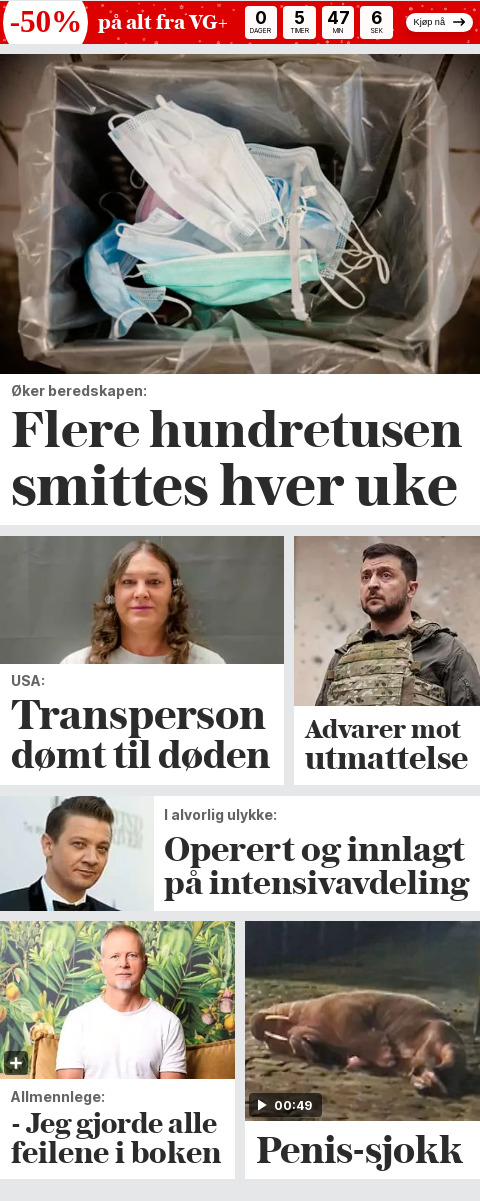 -50% på alt fra VG+ 0 5 47 6 Kjøp nå
DAGER TIMER MIN SEK
Øker beredskapen:
Flere hundretusen
smittes hver uke
USA:
Transperson
dømt til døden
Advarer mot
utmattelse
I alvorlig ulykke:
Operert og innlagt
på intensivavdeling
Allmennlege:
- Jeg gjorde alle
feilene i boken
00:49
Penis-sjokk